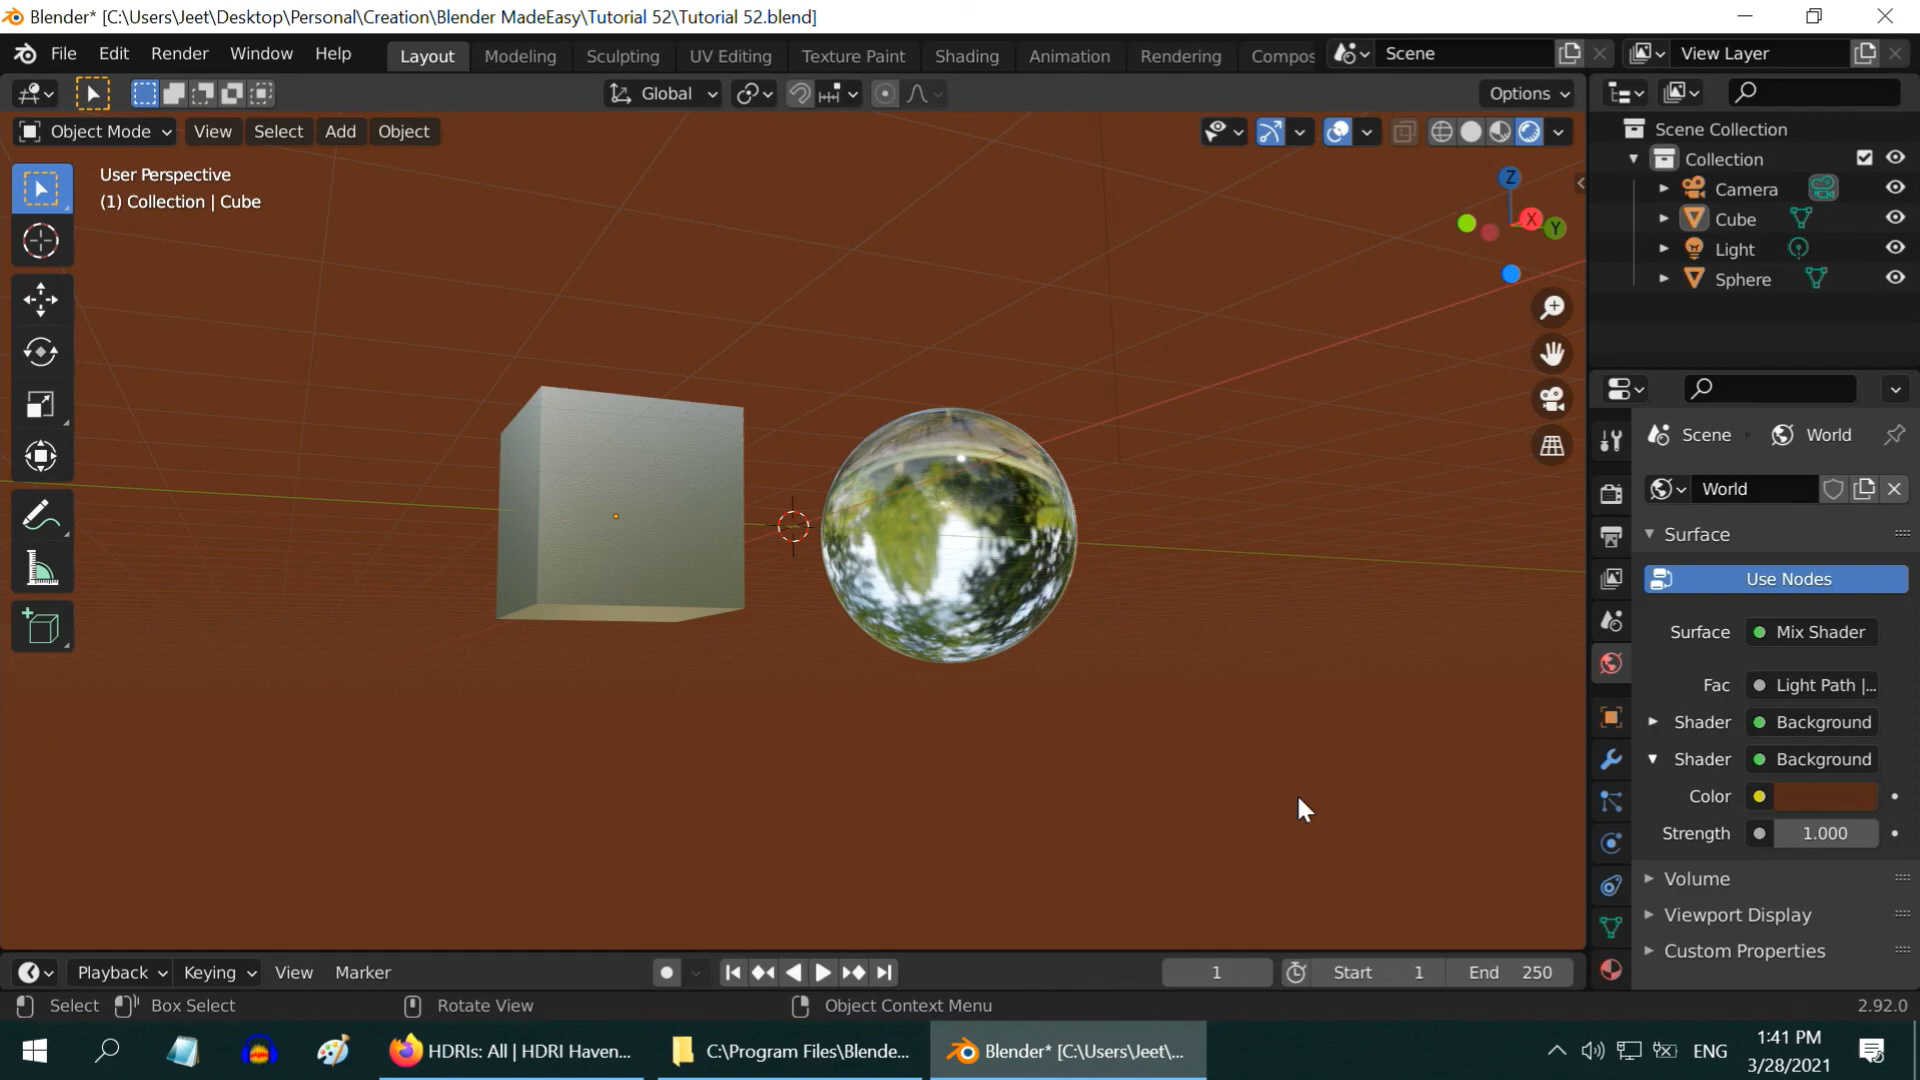 Blender* [C:\Users\Jeet\Desktop\Personal\Creation\Blender MadeEasy\Tutorial 52\Tutorial 52.blend]
File Edit Render Window Help Layout Modeling Sculpting UV Editing Texture Paint Shading Animation Rendering Compos Scene View Layer
Global Options
Object Mode View Select Add Object
User Perspective
(1) Collection | Cube
Z
X
Y
Scene Collection
Collection
Camera
Cube
Light
Sphere
Scene World
World
Surface
Use Nodes
Surface Mix Shader
Fac Light Path |...
Shader Background
Shader Background
Color
Strength 1.000
Volume
Viewport Display
Custom Properties
Playback Keying View Marker 1 Start 1 End 250
Select Box Select Rotate View Object Context Menu 2.92.0
HDRIs: All | HDRI Haven... C:\Program Files\Blende... Blender* [C:\Users\Jeet\... ENG
1:41 PM
3/28/2021